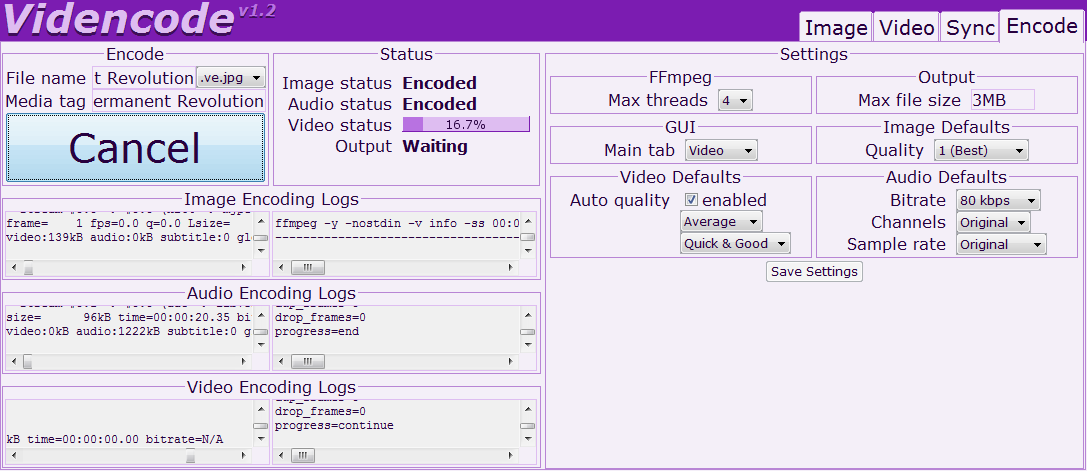 Videncode v1.2
Image Video Sync Encode
Encode
File name t Revolution .ve.jpg
Media tag ermanent Revolution
Cancel
Status
Image status Encoded
Audio status Encoded
Video status 16.7%
Output Waiting
Image Encoding Logs
frame= 1 fps=0.0 q=0.0 Lsize=
video:139kB audio:0kB subtitle:0 gl
ffmpeg -y -nostdin -v info -ss 00:0
------------------------------------
Audio Encoding Logs
size= 96kB time=00:00:20.35 bi
video:0kB audio:1222kB subtitle:0 g
drop_frames=0
progress=end
Video Encoding Logs
kB time=00:00:00.00 bitrate=N/A
drop_frames=0
progress=continue
Settings
FFmpeg
Max threads 4
Output
Max file size 3MB
GUI
Main tab Video
Image Defaults
Quality 1 (Best)
Video Defaults
Auto quality enabled
Average
Quick & Good
Audio Defaults
Bitrate 80 kbps
Channels Original
Sample rate Original
Save Settings